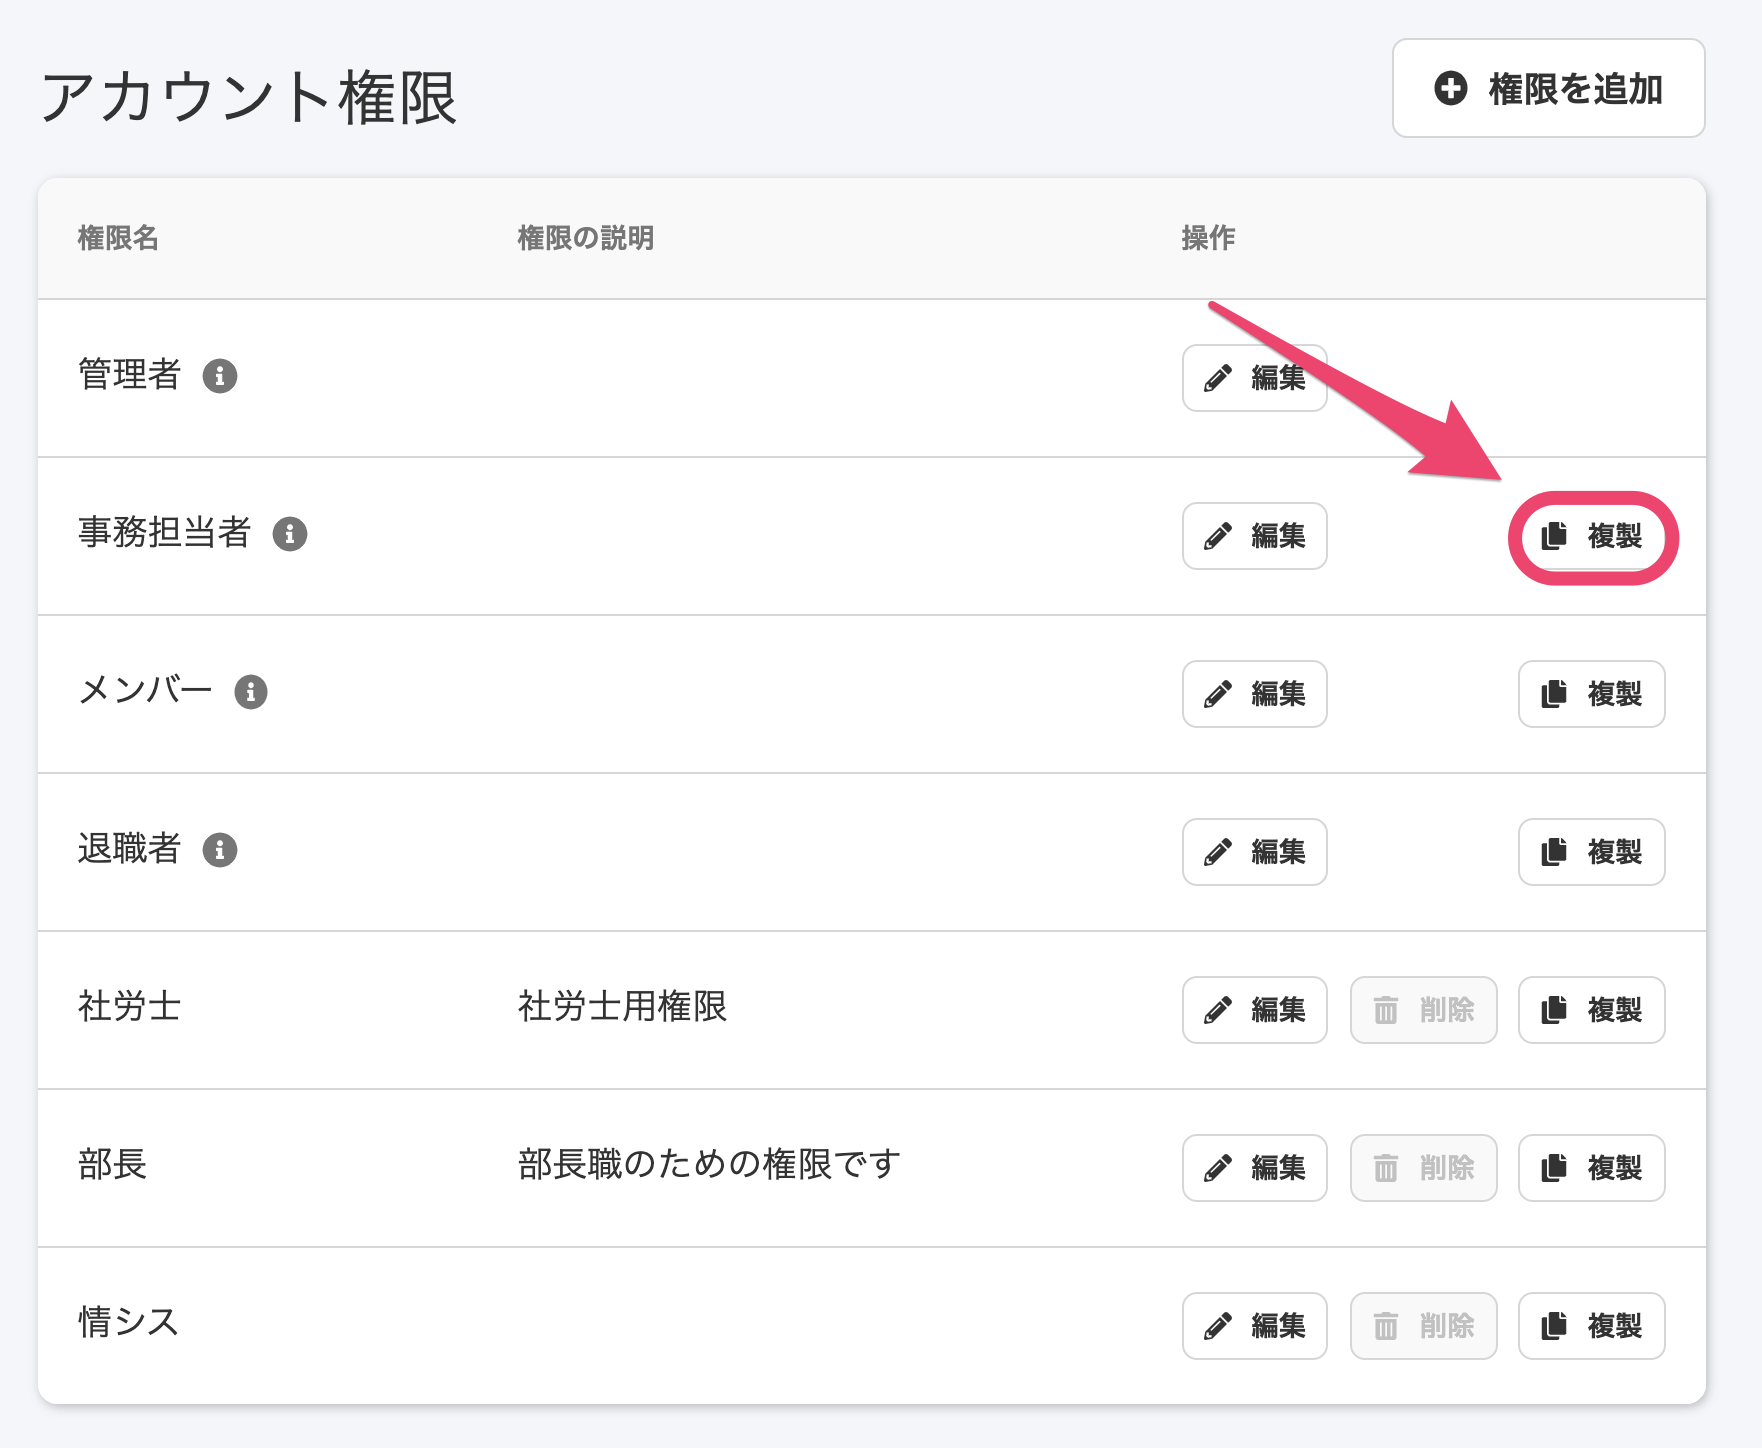 アカウント権限
権限を追加
権限名 権限の説明 操作
管理者 編集
事務担当者 編集 複製
メンバー 編集 複製
退職者 編集 複製
社労士 社労士用権限 編集 削除 複製
部長 部長職のための権限です 編集 削除 複製
情シス 編集 削除 複製